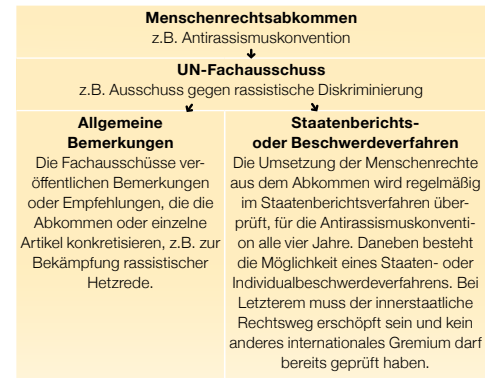 Menschenrechtsabkommen
z.B. Antirassismuskonvention
UN-Fachausschuss
z.B. Ausschuss gegen rassistische Diskriminierung
Allgemeine
Bemerkungen
Die Fachausschüsse ver-
öffentlichen Bemerkungen
oder Empfehlungen, die die
Abkommen oder einzelne
Artikel konkretisieren, z.B. zur
Bekämpfung rassistischer
Hetzrede.
Staatenberichts-
oder Beschwerdeverfahren
Die Umsetzung der Menschenrechte
aus dem Abkommen wird regelmäßig
im Staatenberichtsverfahren über-
prüft, für die Antirassismuskonventi-
on alle vier Jahre. Daneben besteht
die Möglichkeit eines Staaten- oder
Individualbeschwerdeverfahrens. Bei
Letzterem muss der innerstaatliche
Rechtsweg erschöpft sein und kein
anderes internationales Gremium darf
bereits geprüft haben.